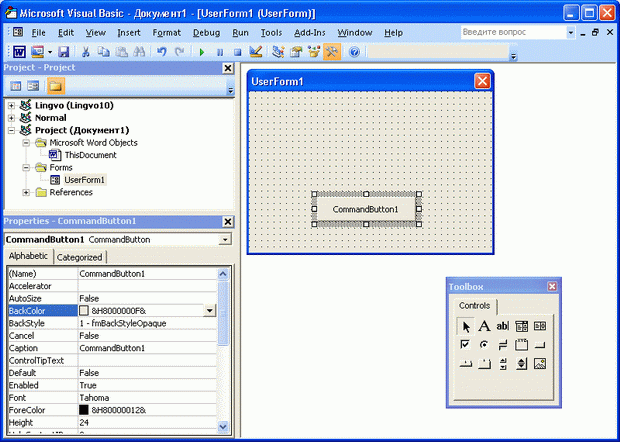 Microsoft Visual Basic - Документ1 - [UserForm1 (UserForm)]
File Edit View Insert Format Debug Run Tools Add-Ins Window Help Введите вопрос
Project - Project
Lingvo (Lingvo10)
Normal
Project (Документ1)
Microsoft Word Objects
ThisDocument
Forms
UserForm1
References
Properties - CommandButton1
CommandButton1 CommandButton
Alphabetic Categorized
(Name) CommandButton1
Accelerator
AutoSize False
BackColor &H8000000F&
BackStyle 1 - fmBackStyleOpaque
Cancel False
Caption CommandButton1
ControlTipText
Default False
Enabled True
Font Tahoma
ForeColor &H80000012&
Height 24
UserForm1
CommandButton1
Toolbox
Controls
A ab|